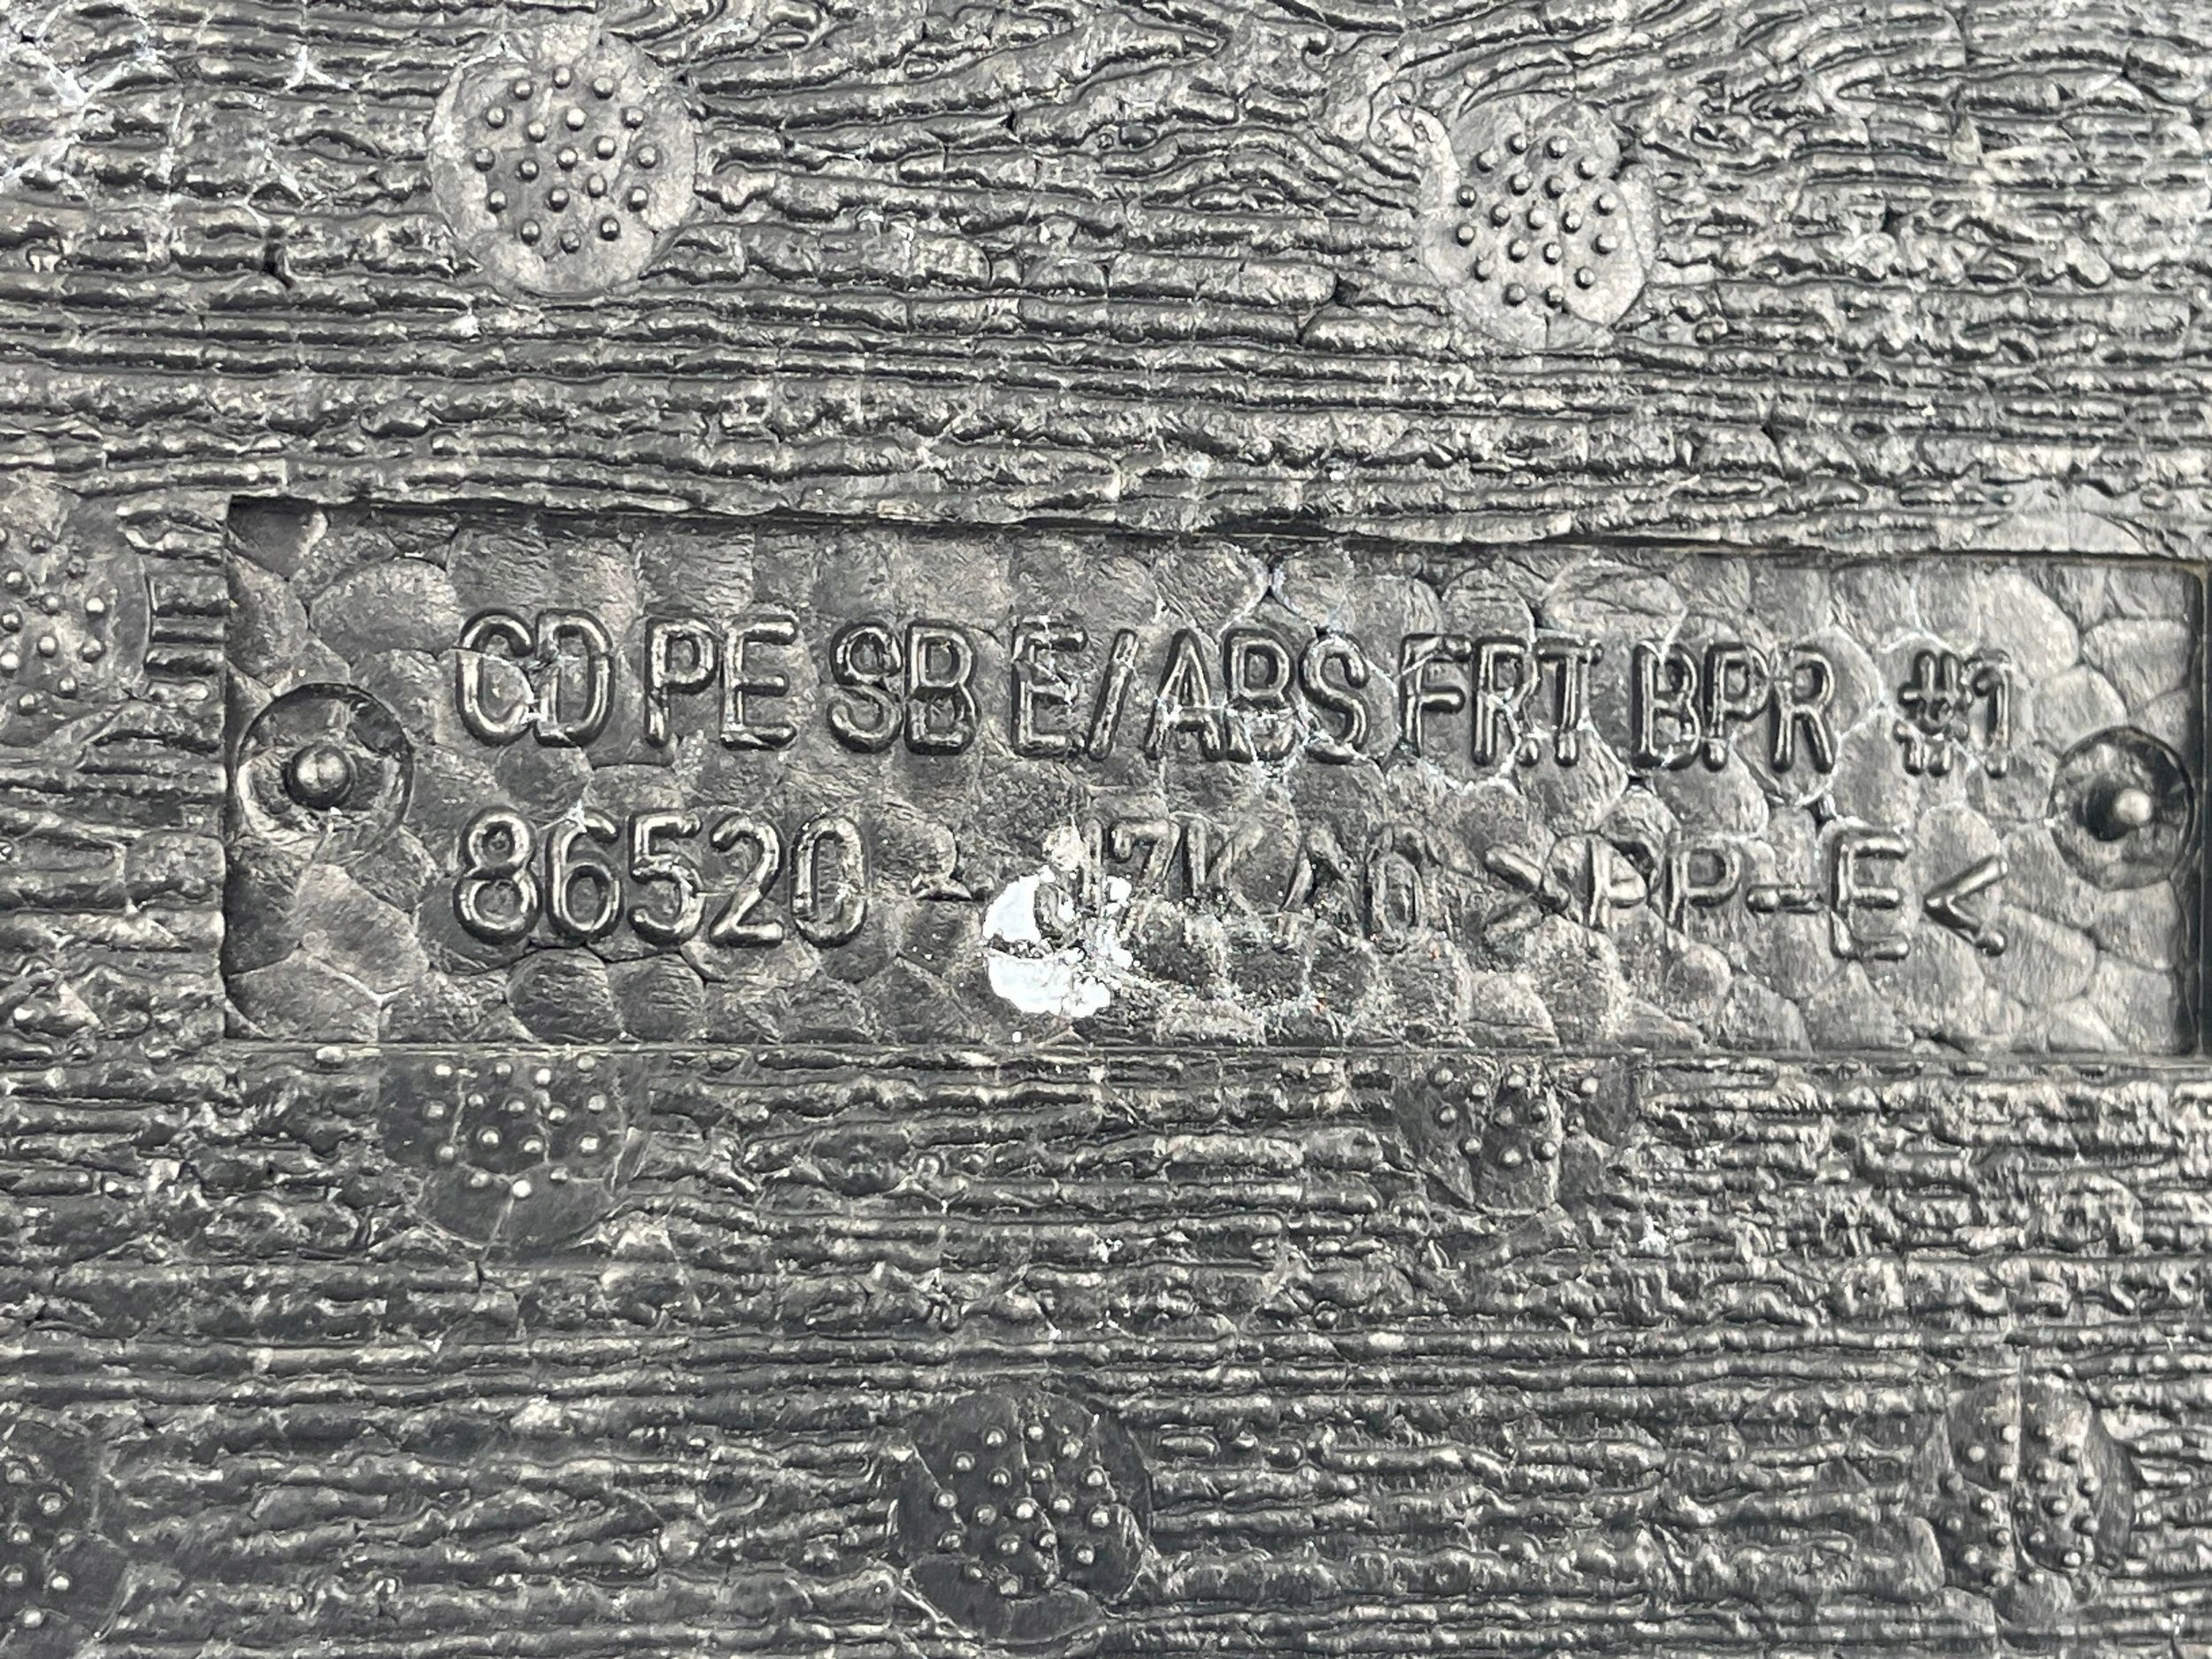 CD PE SB E/ABS FRT BPR #1
86520 - >PP-E<